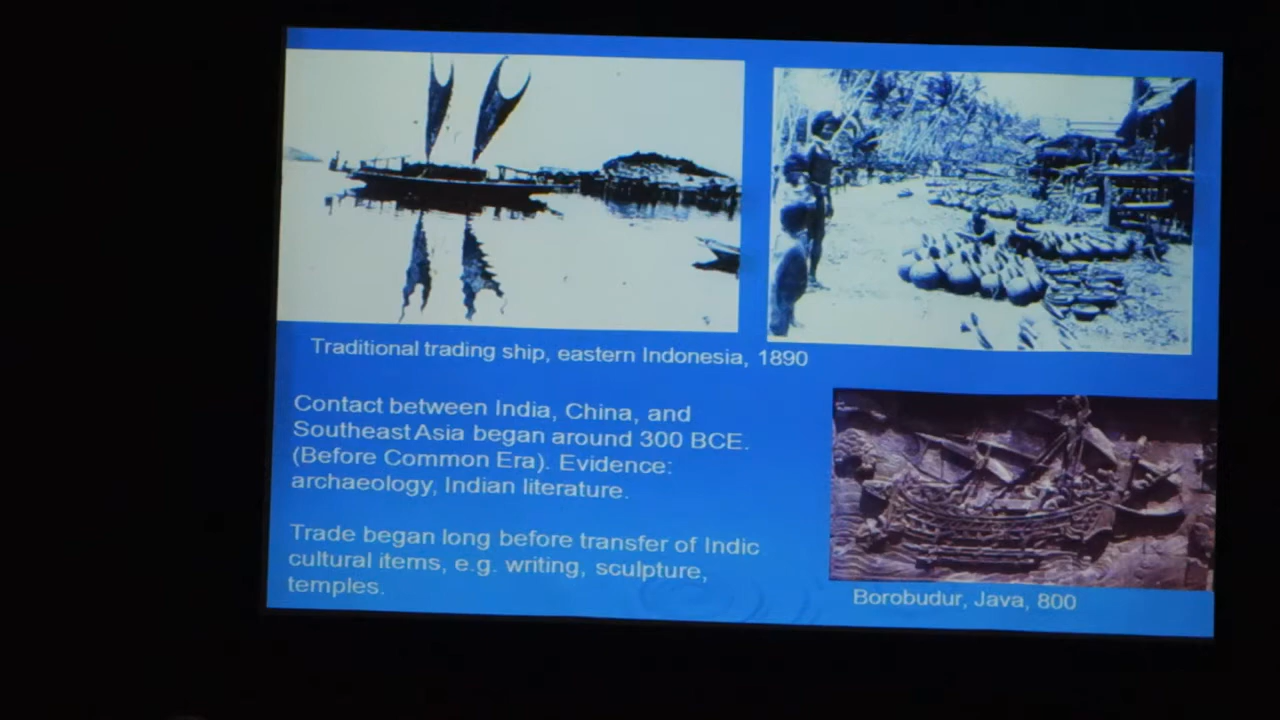 Traditional trading ship, eastern Indonesia, 1890
Contact between India, China, and
Southeast Asia began around 300 BCE.
(Before Common Era). Evidence:
archaeology, Indian literature.
Trade began long before transfer of Indic
cultural items, e.g. writing, sculpture,
temples.
Borobudur, Java, 800